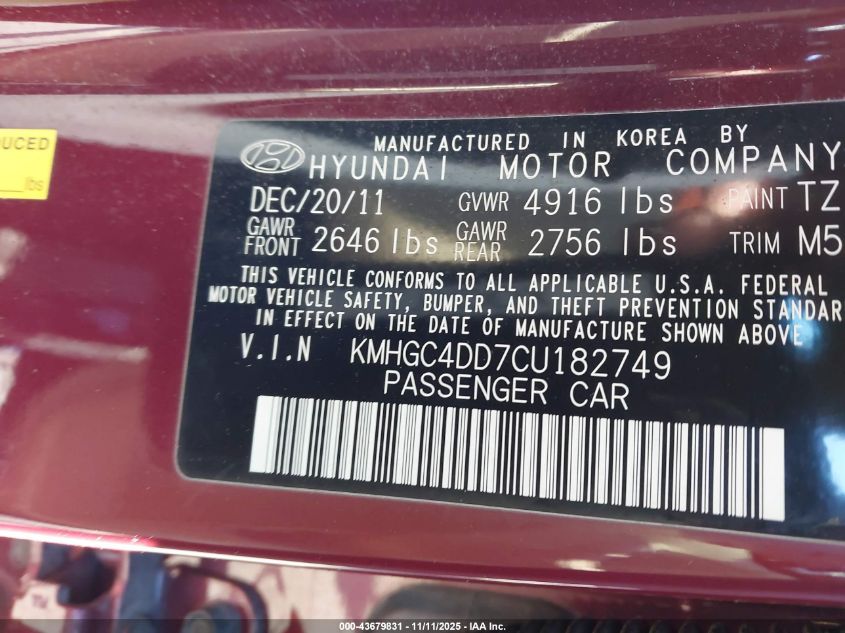 UCED
lbs
MANUFACTURED IN KOREA BY
HYUNDAI MOTOR COMPANY
DEC/20/11 GVWR 4916 lbs PAINT TZ
GAWR FRONT 2646 lbs GAWR REAR 2756 lbs TRIM M5
THIS VEHICLE CONFORMS TO ALL APPLICABLE U.S.A. FEDERAL
MOTOR VEHICLE SAFETY, BUMPER, AND THEFT PREVENTION STANDAR
IN EFFECT ON THE DATE OF MANUFACTURE SHOWN ABOVE
V.I.N KMHGC4DD7CU182749
PASSENGER CAR
000-43679831 - 11/11/2025 - IAA Inc.